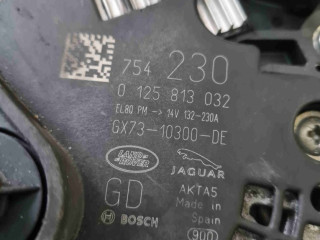 754 230
0 125 813 032
EL80 PM → 14V 132-230A
GX73-10300-DE
LAND-ROVER
JAGUAR
GD
AKTA5
Made in
Spain
BOSCH
900